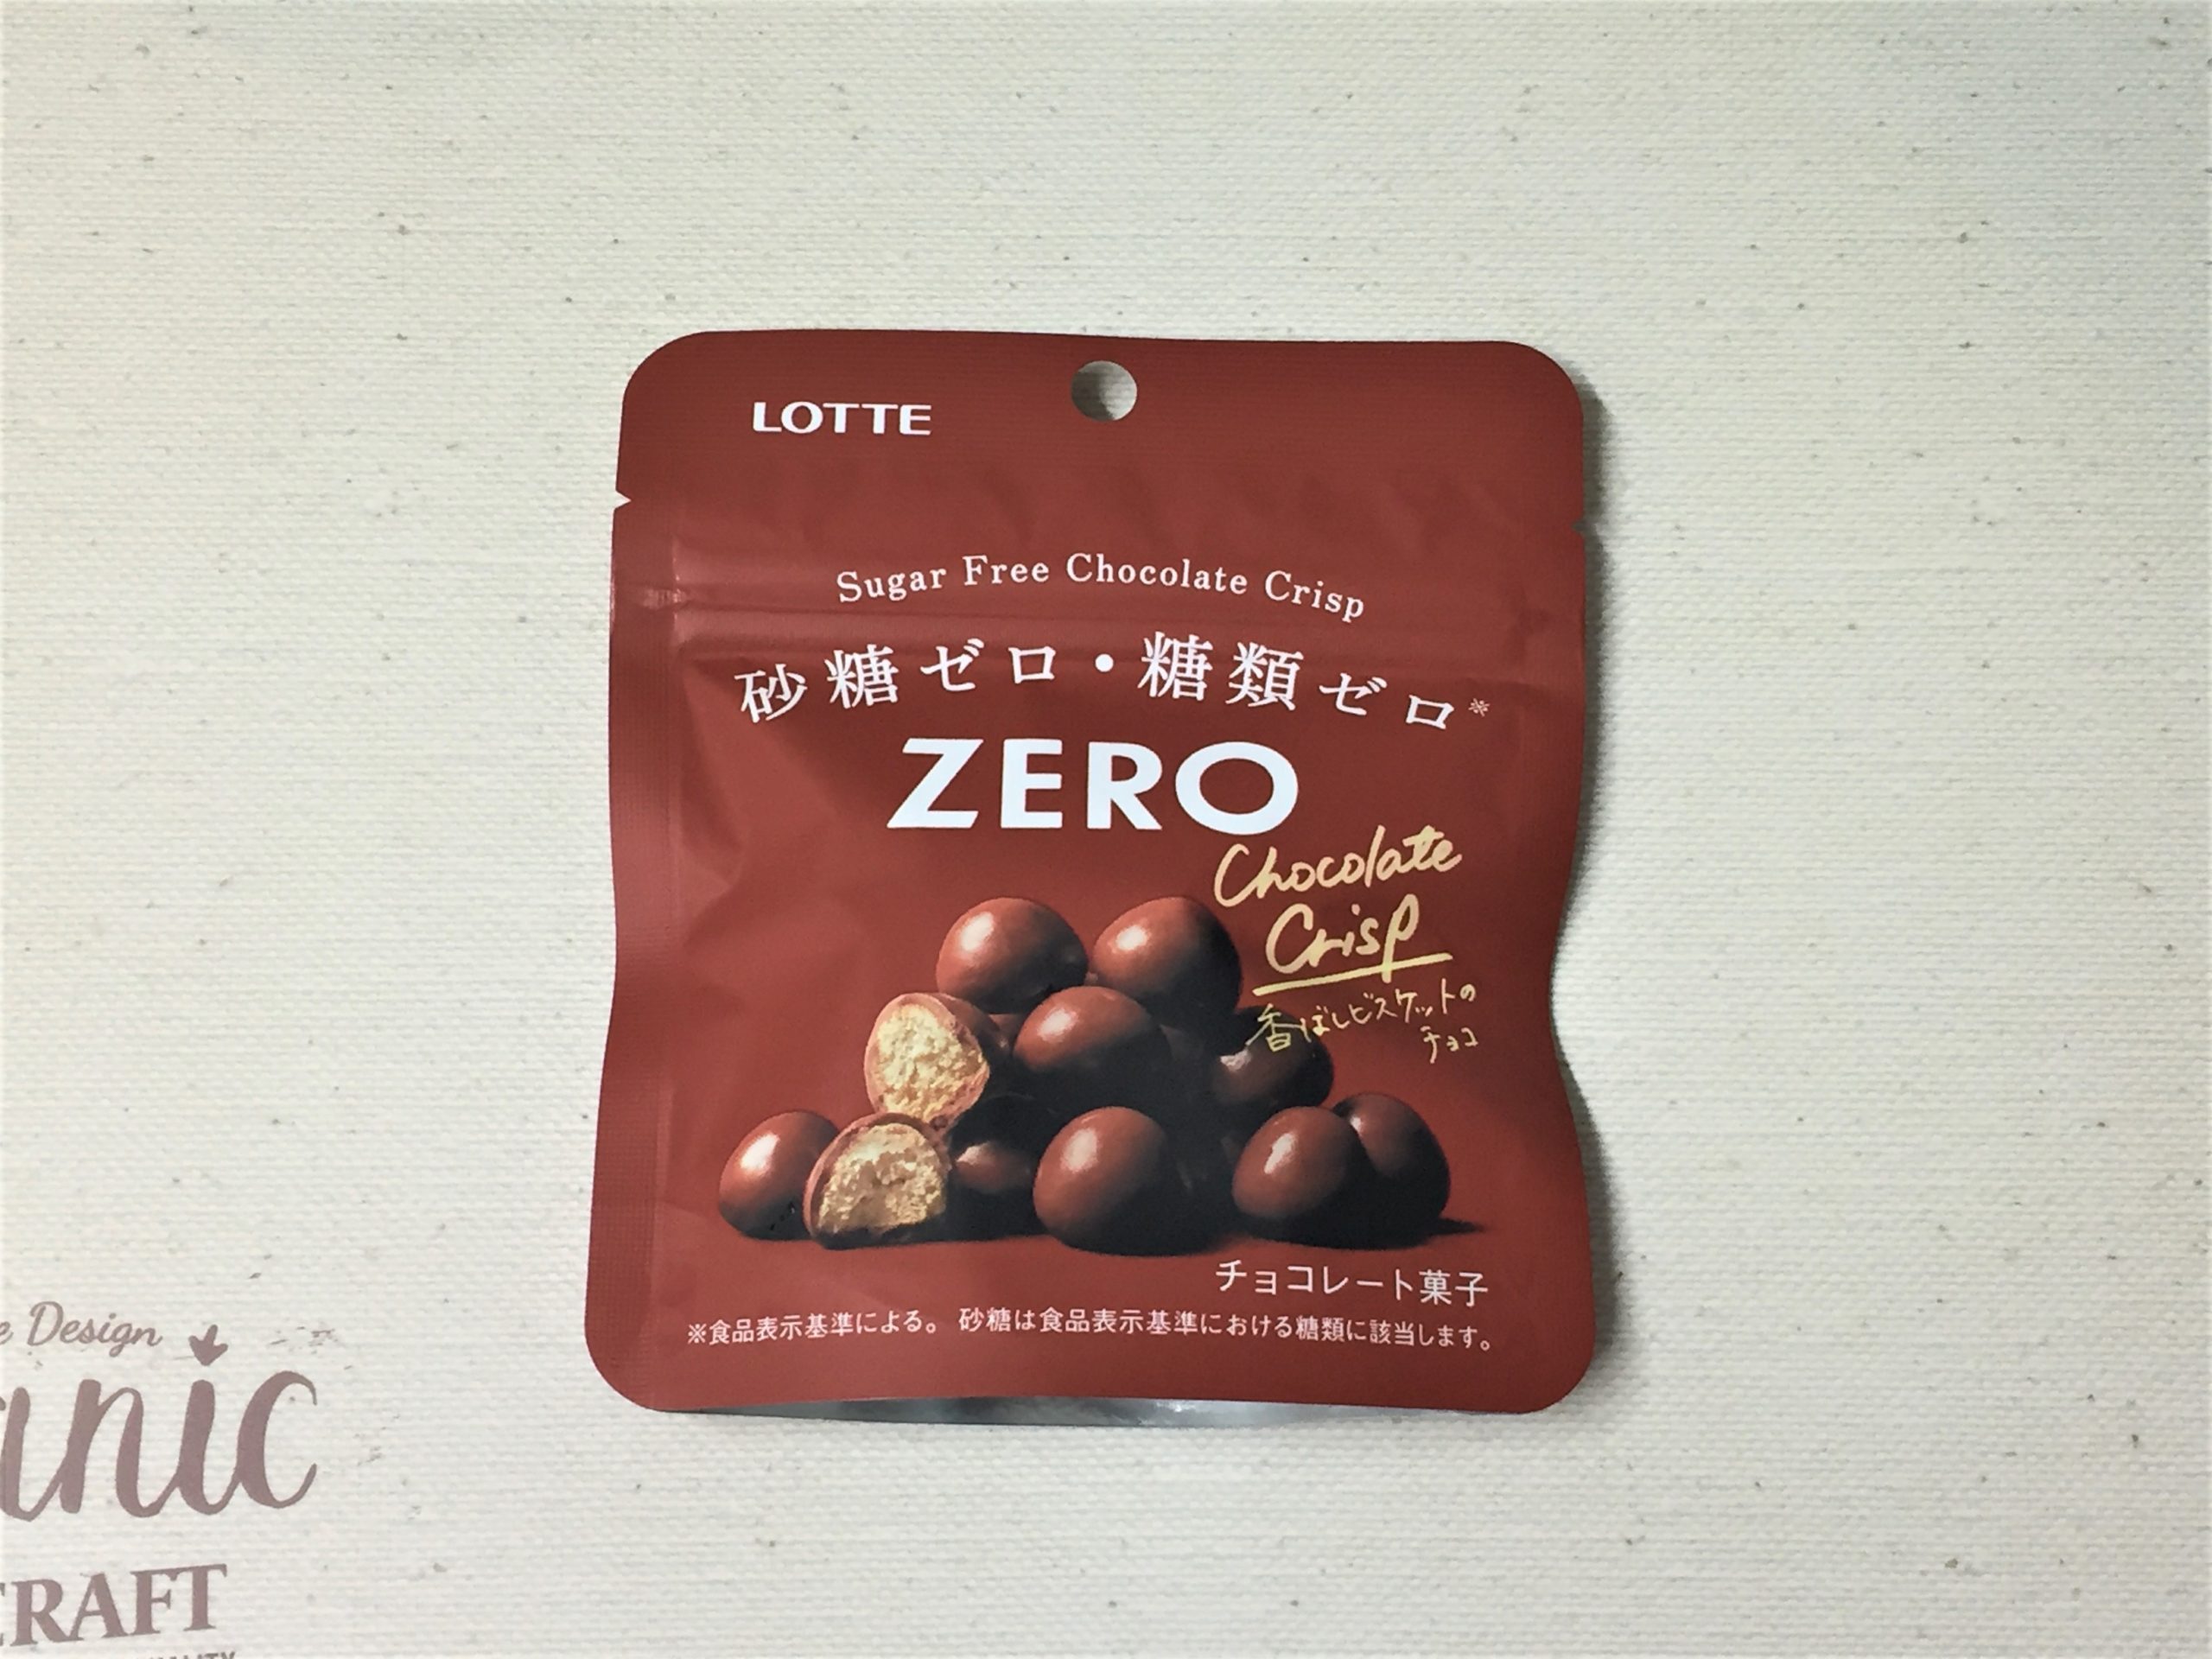 LOTTE
Sugar Free Chocolate Crisp
砂糖ゼロ・糖類ゼロ※
ZERO
Chocolate
Crisp
香ばしビスケットの
チョコ
チョコレート菓子
※食品表示基準による。 砂糖は食品表示基準における糖類に該当します。
Design
anic
CRAFT